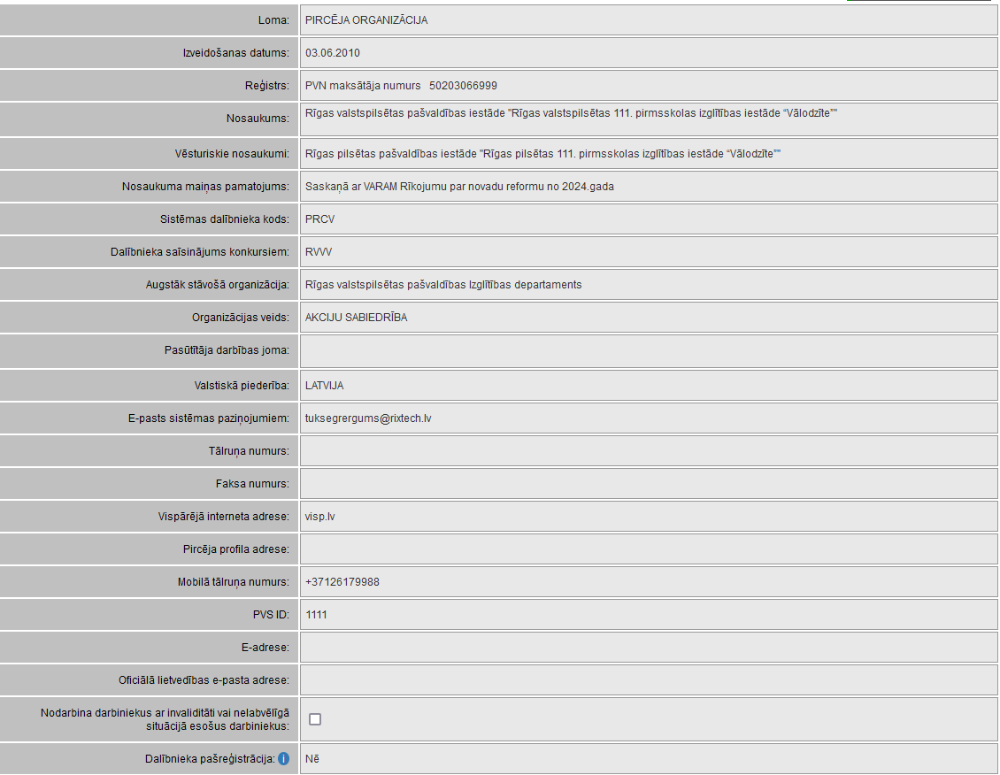 Loma: PIRCĒJA ORGANIZĀCIJA
Izveidošanas datums: 03.06.2010
Reģistrs: PVN maksātāja numurs 50203066999
Nosaukums: Rīgas valstspilsētas pašvaldības iestāde "Rīgas valstspilsētas 111. pirmsskolas izglītības iestāde “Vālodzīte”"
Vēsturiskie nosaukumi: Rīgas pilsētas pašvaldības iestāde "Rīgas pilsētas 111. pirmsskolas izglītības iestāde “Vālodzīte”"
Nosaukuma maiņas pamatojums: Saskaņā ar VARAM Rīkojumu par novadu reformu no 2024.gada
Sistēmas dalībnieka kods: PRCV
Dalībnieka saīsinājums konkursiem: RVVV
Augstāk stāvošā organizācija: Rīgas valstspilsētas pašvaldības Izglītības departaments
Organizācijas veids: AKCIJU SABIEDRĪBA
Pasūtītāja darbības joma:
Valstiskā piederība: LATVIJA
E-pasts sistēmas paziņojumiem: tuksegrergums@rixtech.lv
Tālruņa numurs:
Faksa numurs:
Vispārējā interneta adrese: visp.lv
Pircēja profila adrese:
Mobilā tālruņa numurs: +37126179988
PVS ID: 1111
E-adrese:
Oficiālā lietvedības e-pasta adrese:
Nodarbina darbiniekus ar invaliditāti vai nelabvēlīgā
situācijā esošus darbiniekus:
Dalībnieka pašreģistrācija: i Nē